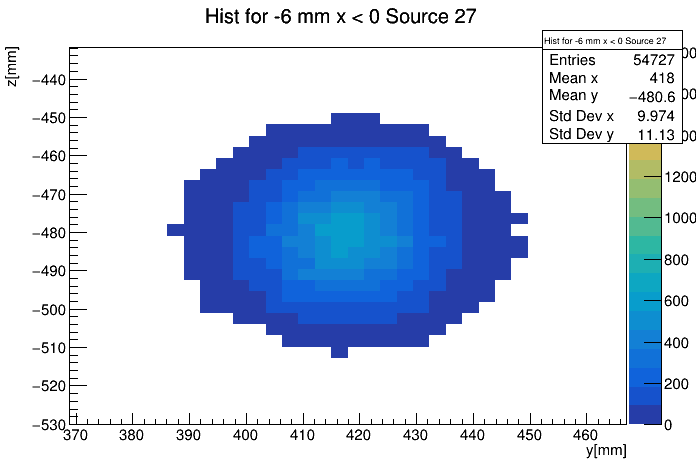 Hist for -6 mm x < 0 Source 27
z[mm]
Hist for -6 mm x < 0 Source 27
Entries 54727
Mean x 418
Mean y −480.6
Std Dev x 9.974
Std Dev y 11.13
−440
−450
−460
−470
−480
−490
−500
−510
−520
−530
370 380 390 400 410 420 430 440 450 460
y[mm]
1200
1000
800
600
400
200
0